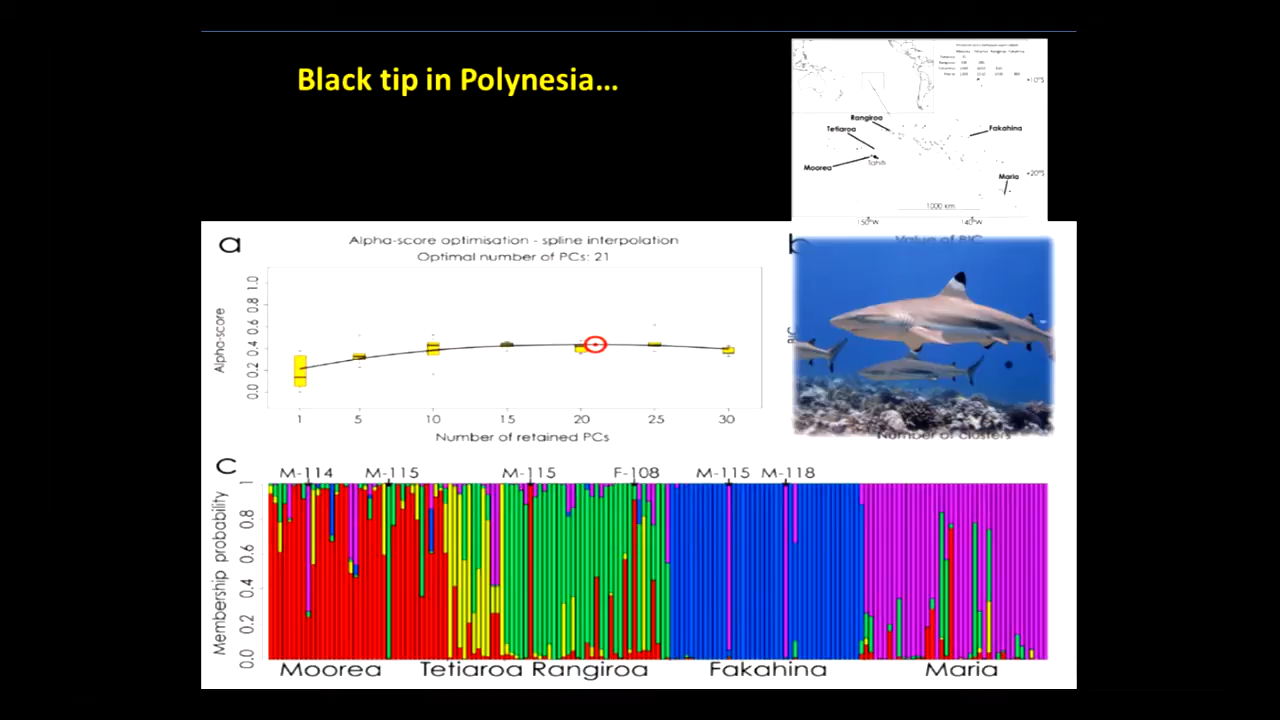 Black tip in Polynesia...
Rangiroa
Tetiaroa
Fakahina
Moorea
Tahiti
Maria
10°S
20°S
1000 km
150°W
140°W
a
Alpha-score optimisation - spline interpolation
Optimal number of PCs: 21
Alpha-score
0.0 0.2 0.4 0.6 0.8 1.0
1 5 10 15 20 25 30
Number of retained PCs
b
Value of BIC
BIC
Number of clusters
c
M-114 M-115 M-115 F-108 M-115 M-118
Membership probability
0.0 0.2 0.4 0.6 0.8 1
Moorea Tetiaroa Rangiroa Fakahina Maria